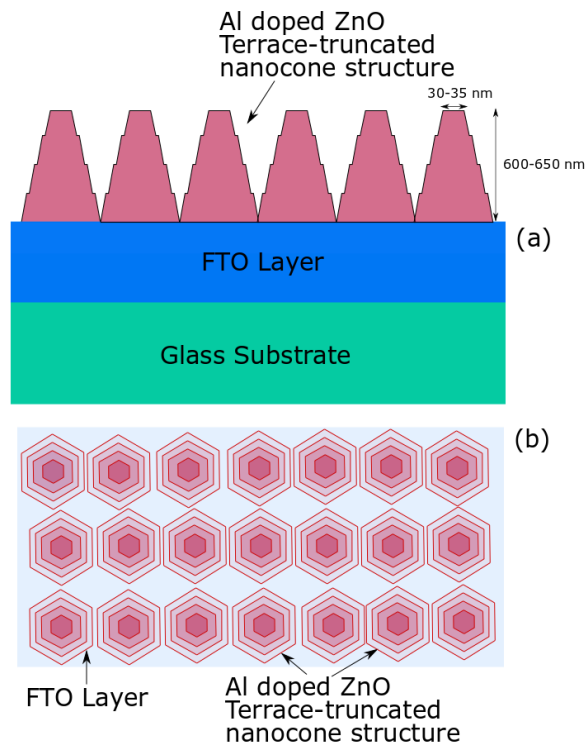 Al doped ZnO
Terrace-truncated
nanocone structure
30-35 nm
600-650 nm
(a)
FTO Layer
Glass Substrate
(b)
FTO Layer
Al doped ZnO
Terrace-truncated
nanocone structure